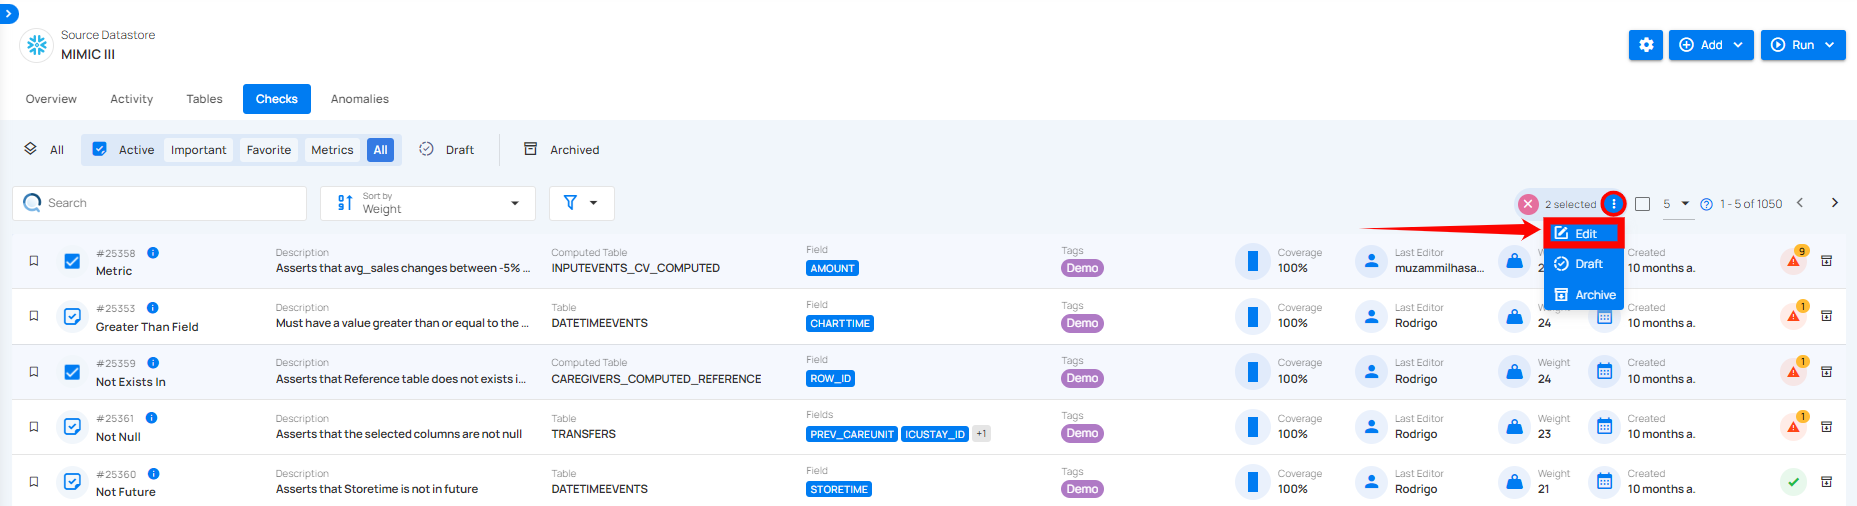 Source Datastore
MIMIC III
Add
Run
Overview Activity Tables Checks Anomalies
All Active Important Favorite Metrics All Draft Archived
Search
Sort by
Weight
2 selected
5 1 - 5 of 1050
Edit
Draft
Archive
#25358
Metric
Description
Asserts that avg_sales changes between -5% ...
Computed Table
INPUTEVENTS_CV_COMPUTED
Field
AMOUNT
Tags
Demo
Coverage
100%
Last Editor
muzammilhasa...
Created
10 months a.
9
#25353
Greater Than Field
Description
Must have a value greater than or equal to the ...
Table
DATETIMEEVENTS
Field
CHARTTIME
Tags
Demo
Coverage
100%
Last Editor
Rodrigo
Weight
24
Created
10 months a.
1
#25359
Not Exists In
Description
Asserts that Reference table does not exists i...
Computed Table
CAREGIVERS_COMPUTED_REFERENCE
Field
ROW_ID
Tags
Demo
Coverage
100%
Last Editor
Rodrigo
Weight
24
Created
10 months a.
1
#25361
Not Null
Description
Asserts that the selected columns are not null
Table
TRANSFERS
Fields
PREV_CAREUNIT ICUSTAY_ID +1
Tags
Demo
Coverage
100%
Last Editor
Rodrigo
Weight
23
Created
10 months a.
1
#25360
Not Future
Description
Asserts that Storetime is not in future
Table
DATETIMEEVENTS
Field
STORETIME
Tags
Demo
Coverage
100%
Last Editor
Rodrigo
Weight
21
Created
10 months a.